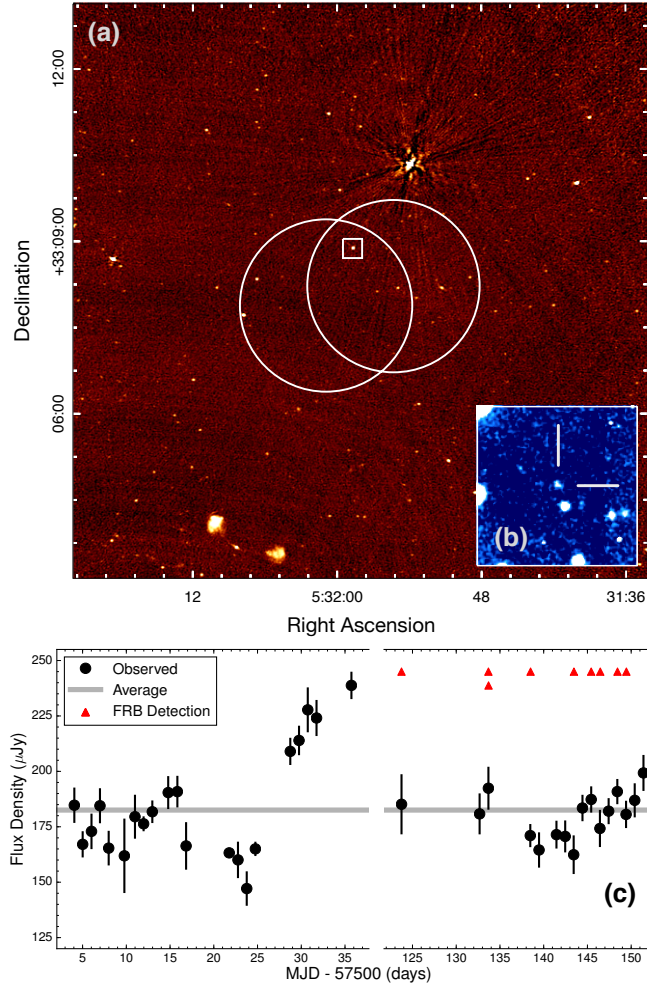 (a)
12:00
+33:09:00
06:00
Declination
(b)
12
5:32:00
48
31:36
Right Ascension
250
225
200
175
150
120
Flux Density (μJy)
Observed
Average
FRB Detection
(c)
5
10
15
20
25
30
35
125
130
135
140
145
150
MJD - 57500 (days)